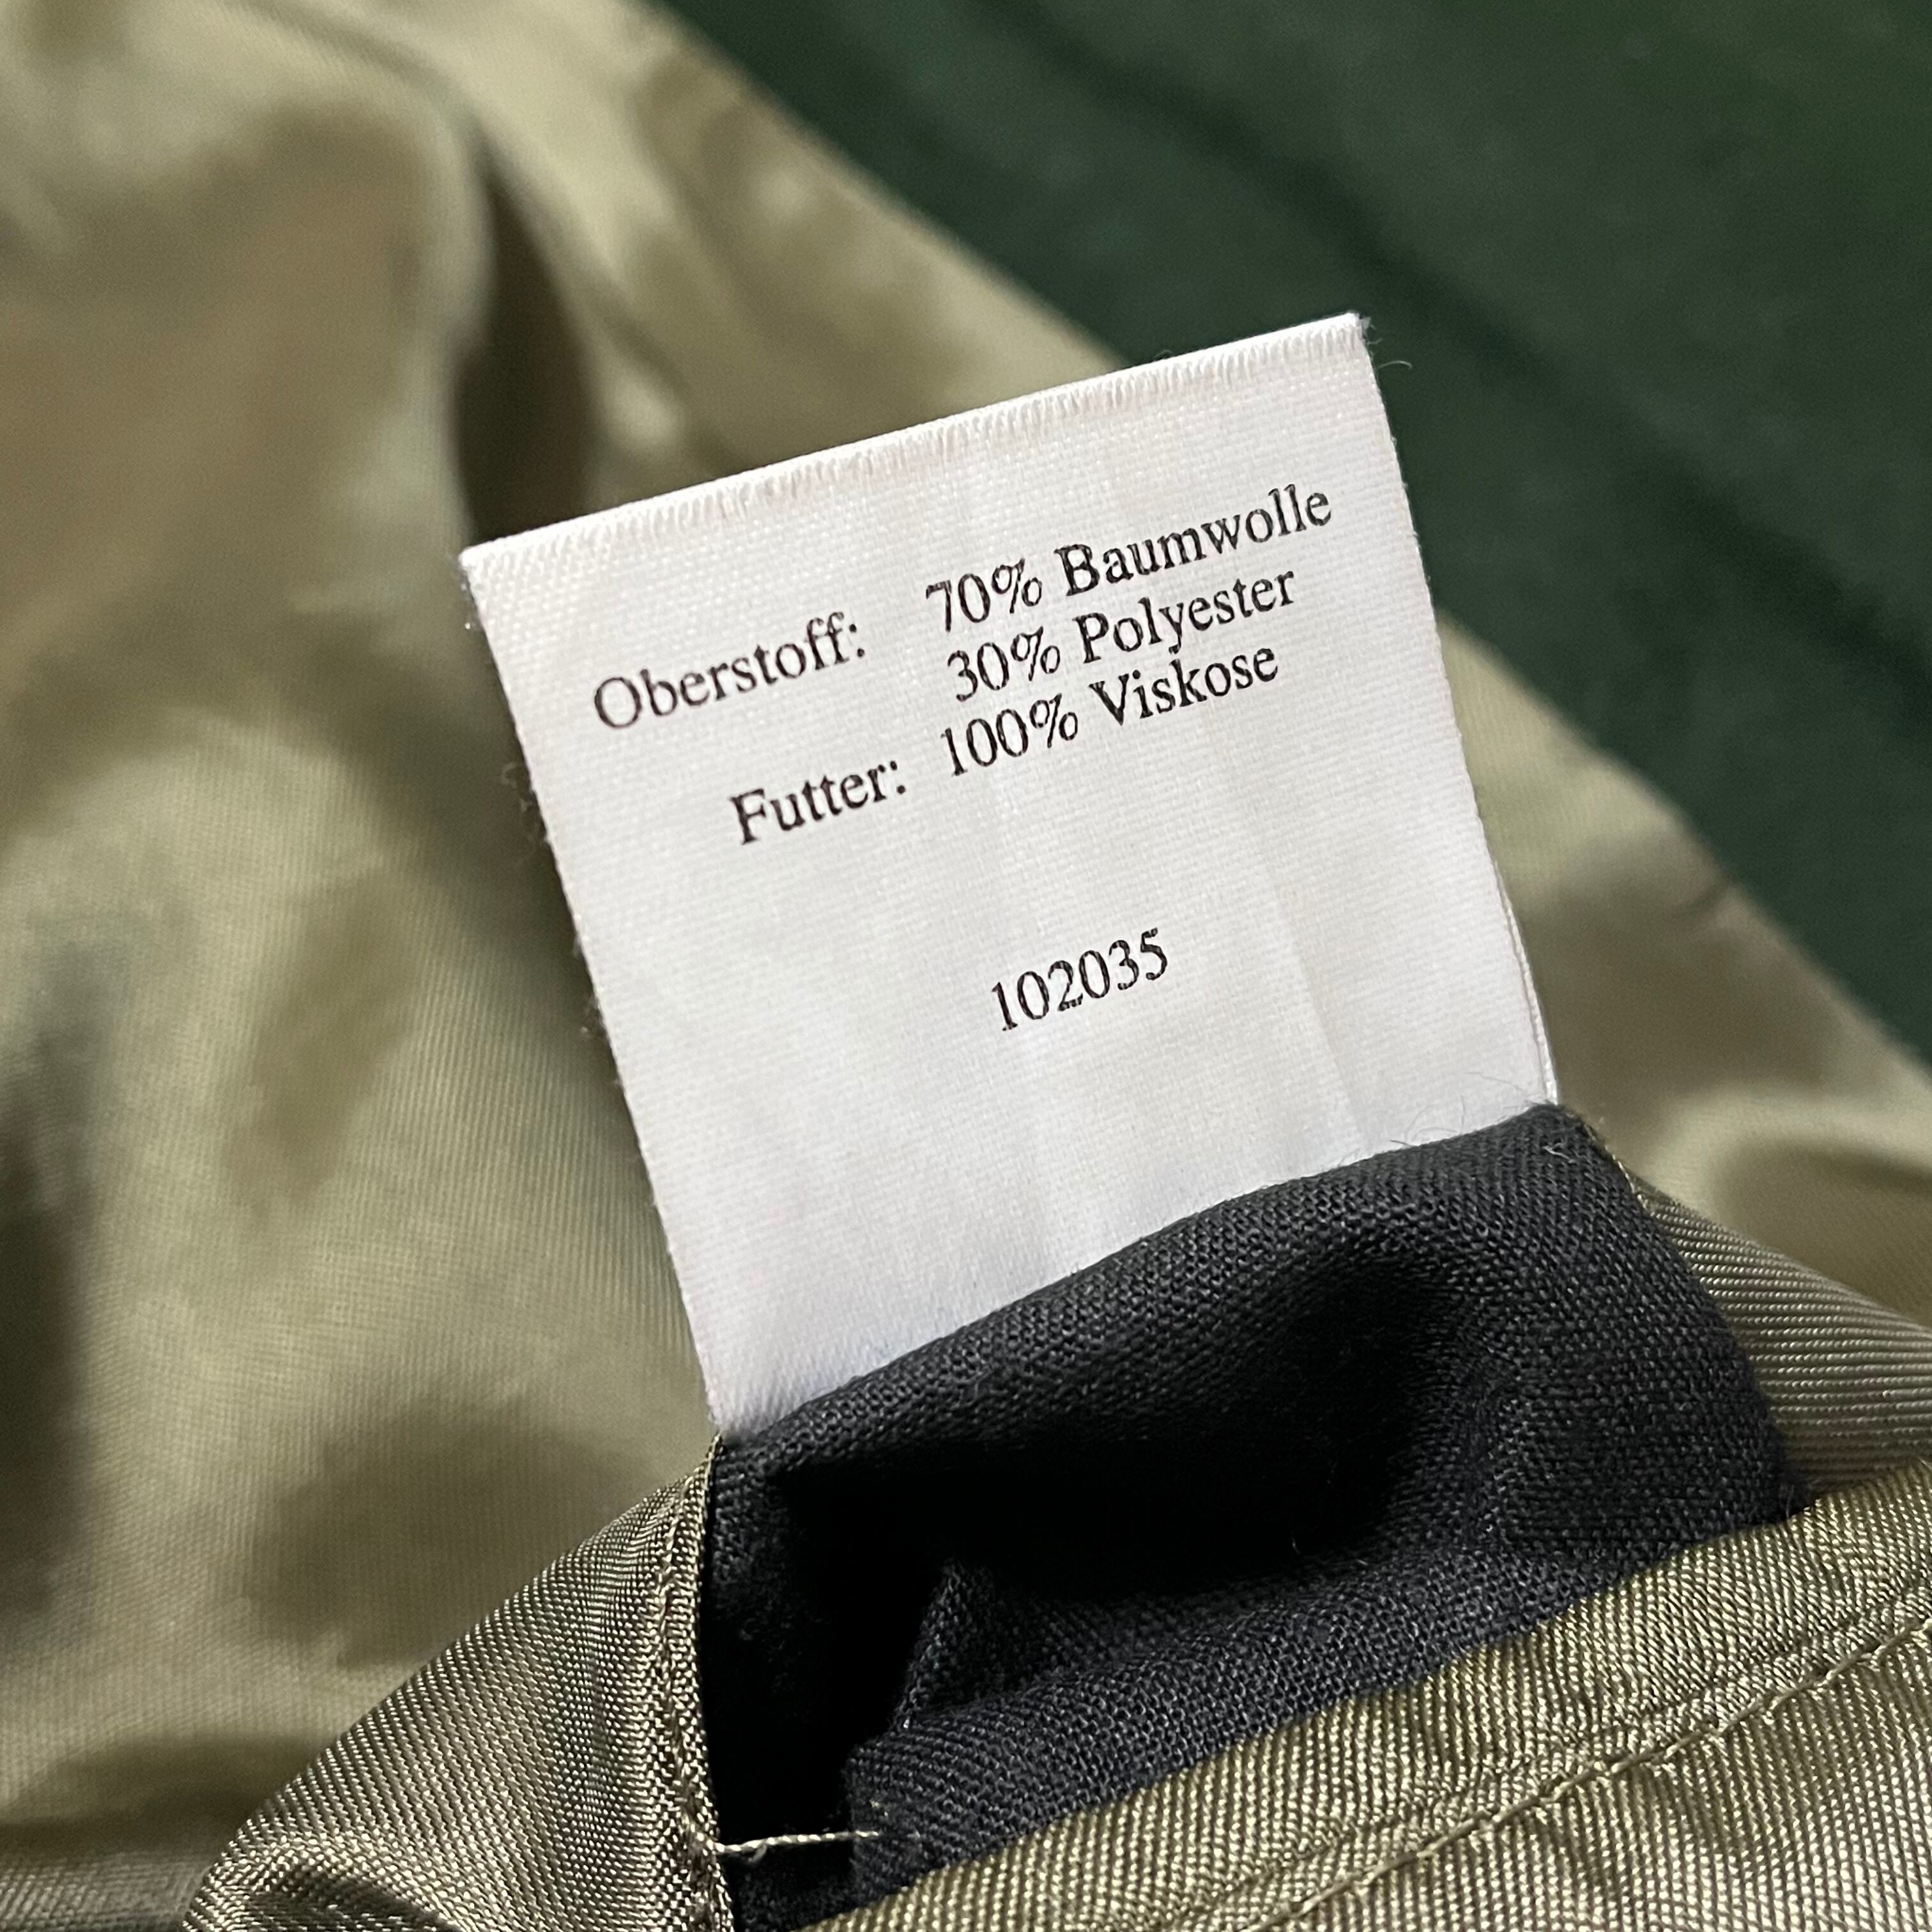 Oberstoff: 70% Baumwolle
30% Polyester
Futter: 100% Viskose
102035